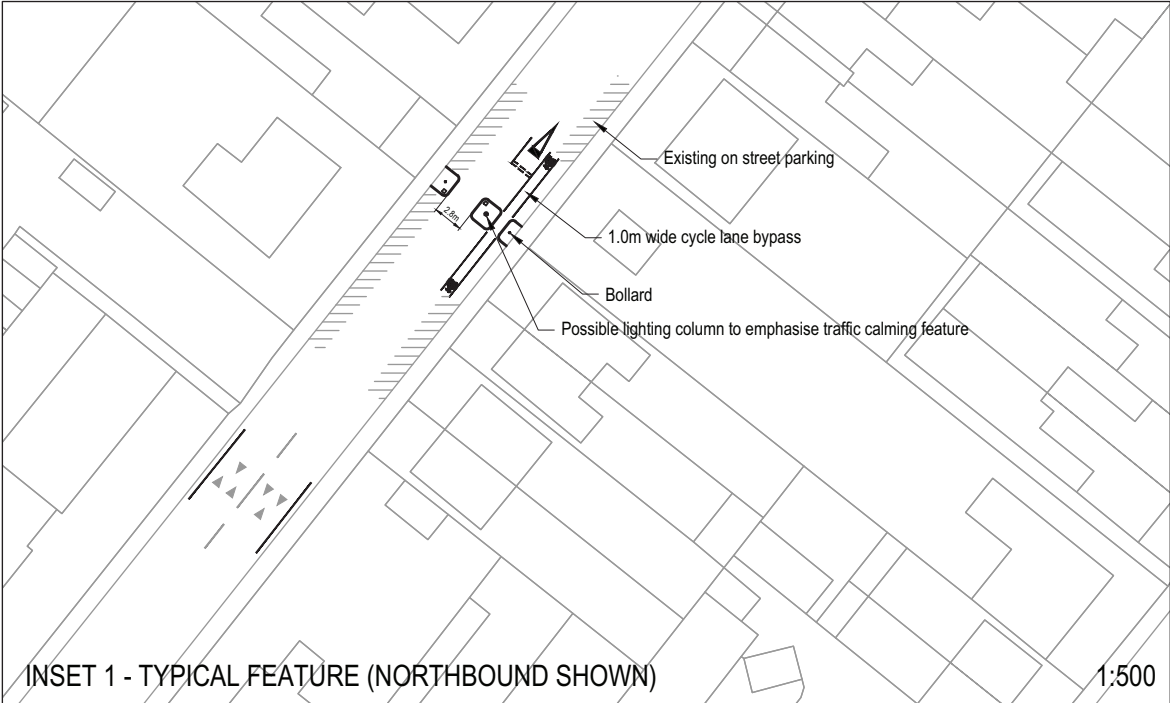 Existing on street parking
2.8m
1.0m wide cycle lane bypass
Bollard
Possible lighting column to emphasise traffic calming feature
INSET 1 - TYPICAL FEATURE (NORTHBOUND SHOWN)
1:500